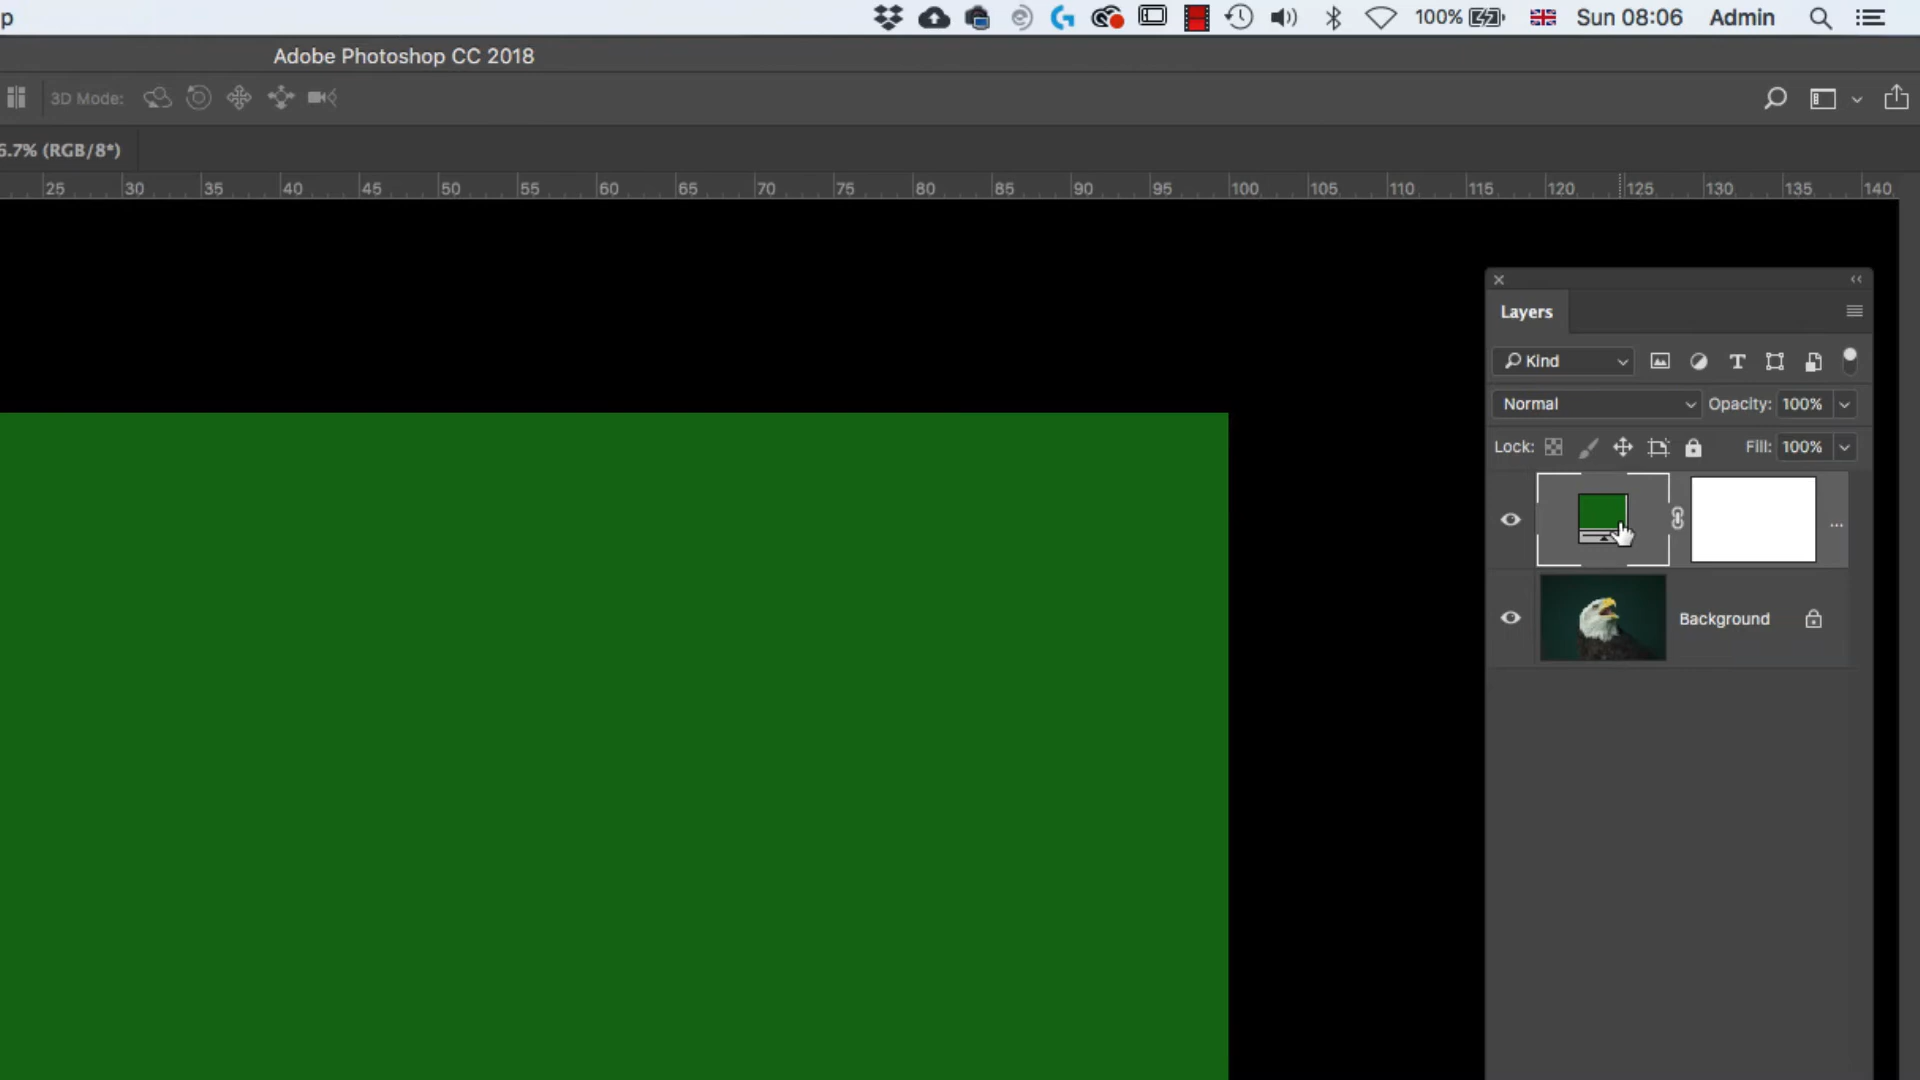 p 100% Sun 08:06 Admin
Adobe Photoshop CC 2018
3D Mode:
5.7% (RGB/8*)
25 30 35 40 45 50 55 60 65 70 75 80 85 90 95 100 105 110 115 120 125 130 135 140
Layers
Kind
Normal Opacity: 100%
Lock: Fill: 100%
...
Background